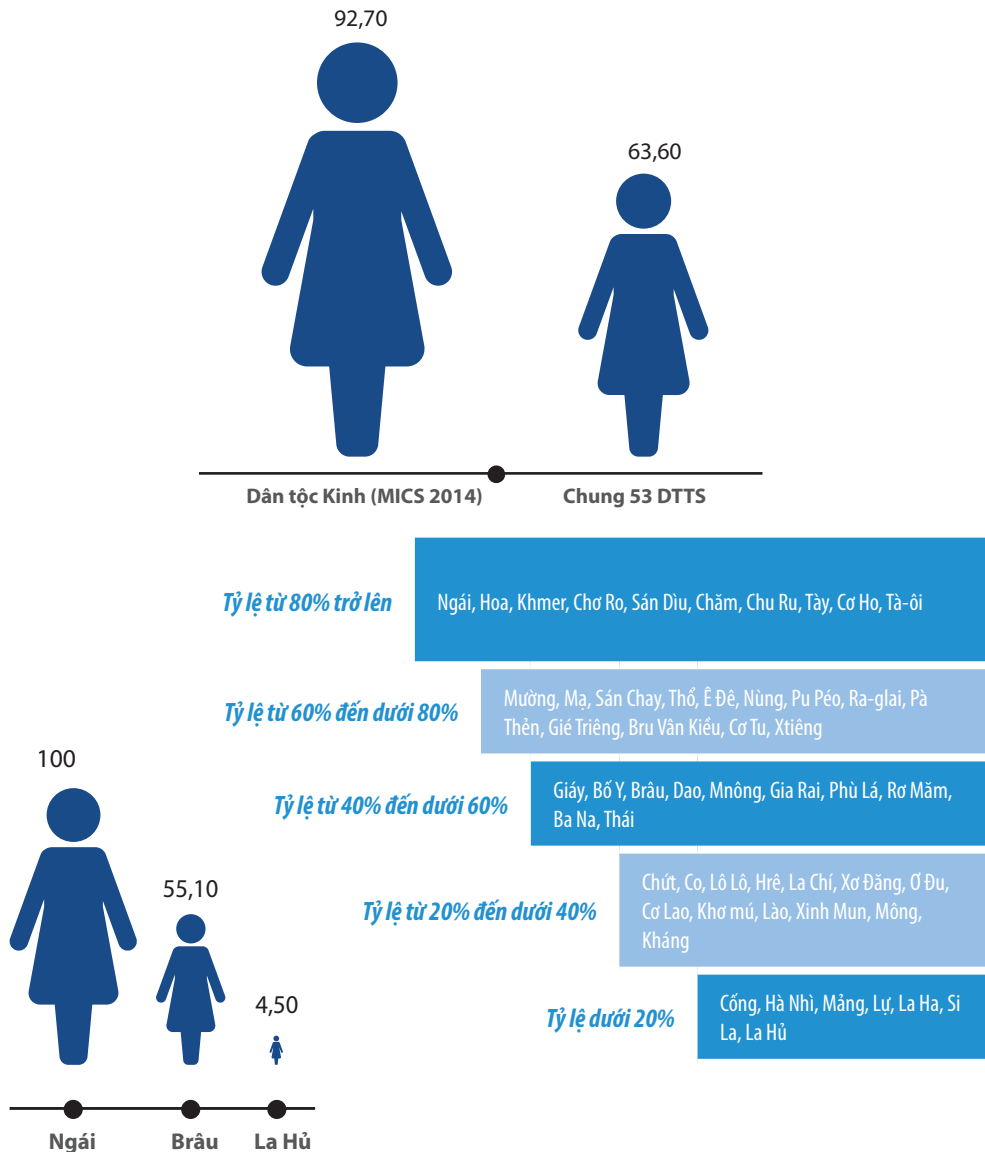 92,70
63,60
Dân tộc Kinh (MICS 2014)
Chung 53 DTTS
Tỷ lệ từ 80% trở lên
Ngái, Hoa, Khmer, Chơ Ro, Sán Dìu, Chăm, Chu Ru, Tày, Cơ Ho, Tà-ôi
Tỷ lệ từ 60% đến dưới 80%
Mường, Mạ, Sán Chay, Thổ, Ê Đê, Nùng, Pu Péo, Ra-glai, Pà
Thẻn, Gié Triêng, Bru Vân Kiều, Cơ Tu, Xtiêng
Tỷ lệ từ 40% đến dưới 60%
Giáy, Bố Y, Brâu, Dao, Mnông, Gia Rai, Phù Lá, Rơ Măm,
Ba Na, Thái
Tỷ lệ từ 20% đến dưới 40%
Chứt, Co, Lô Lô, Hrê, La Chí, Xơ Đăng, Ơ Đu,
Cơ Lao, Khơ mú, Lào, Xinh Mun, Mông,
Kháng
Tỷ lệ dưới 20%
Cống, Hà Nhì, Mảng, Lự, La Ha, Si
La, La Hủ
100
55,10
4,50
Ngái
Brâu
La Hủ